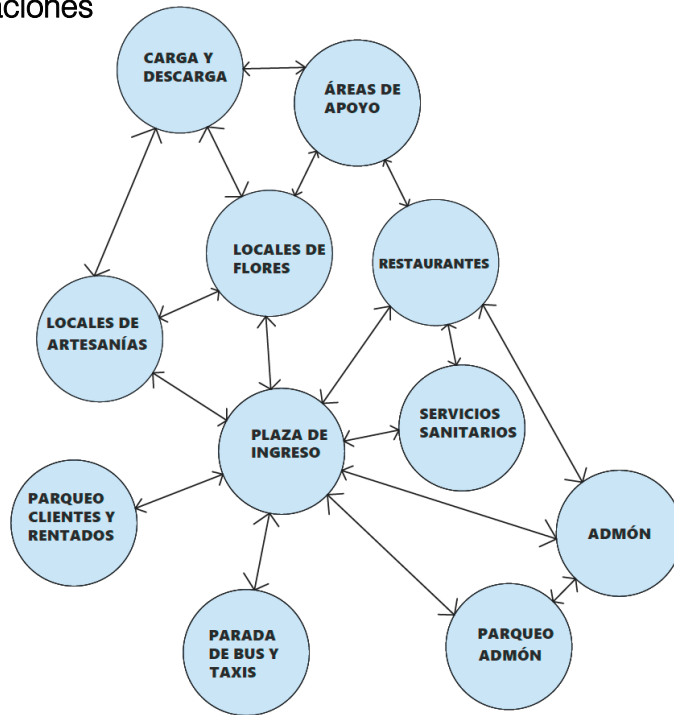 CARGA Y
DESCARGA
ÁREAS DE
APOYO
LOCALES DE
FLORES
RESTAURANTES
LOCALES DE
ARTESANÍAS
SERVICIOS
SANITARIOS
PLAZA DE
INGRESO
PARQUEO
CLIENTES Y
RENTADOS
ADMÓN
PARADA
DE BUS Y
TAXIS
PARQUEO
ADMÓN